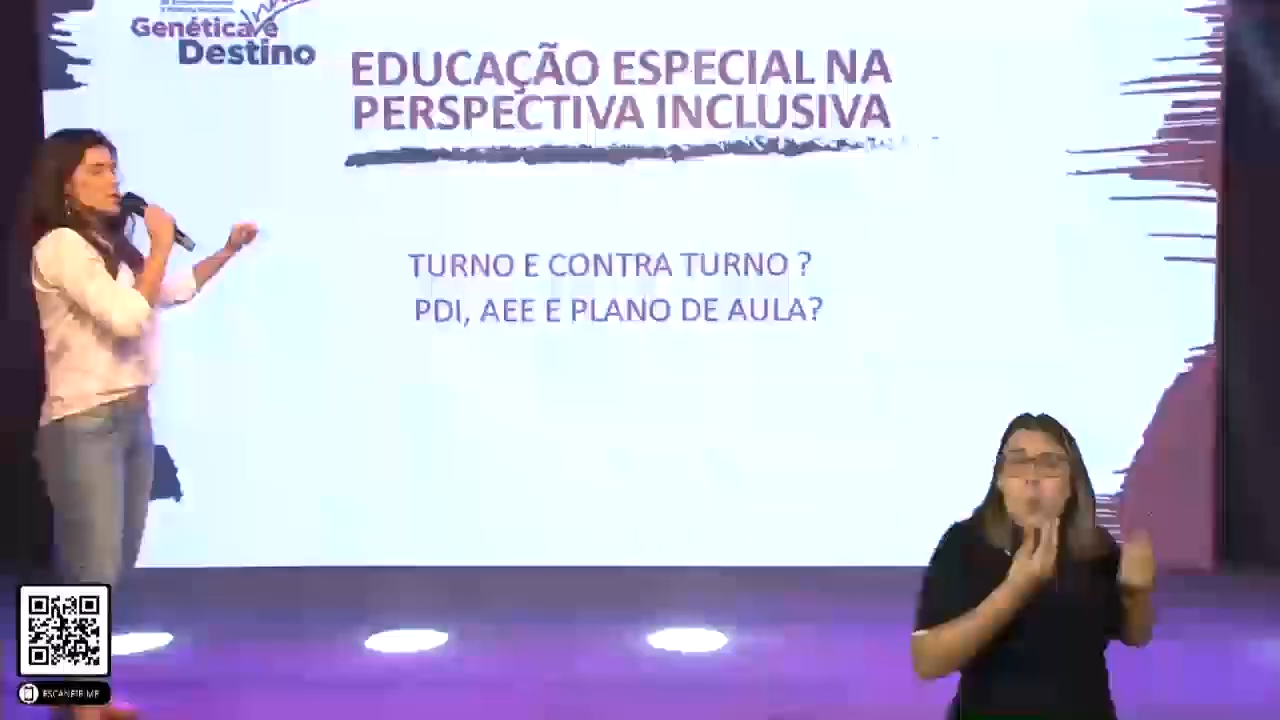 Genética é
Destino
EDUCAÇÃO ESPECIAL NA
PERSPECTIVA INCLUSIVA
TURNO E CONTRA TURNO ?
PDI, AEE E PLANO DE AULA?
ESCANEIE-ME